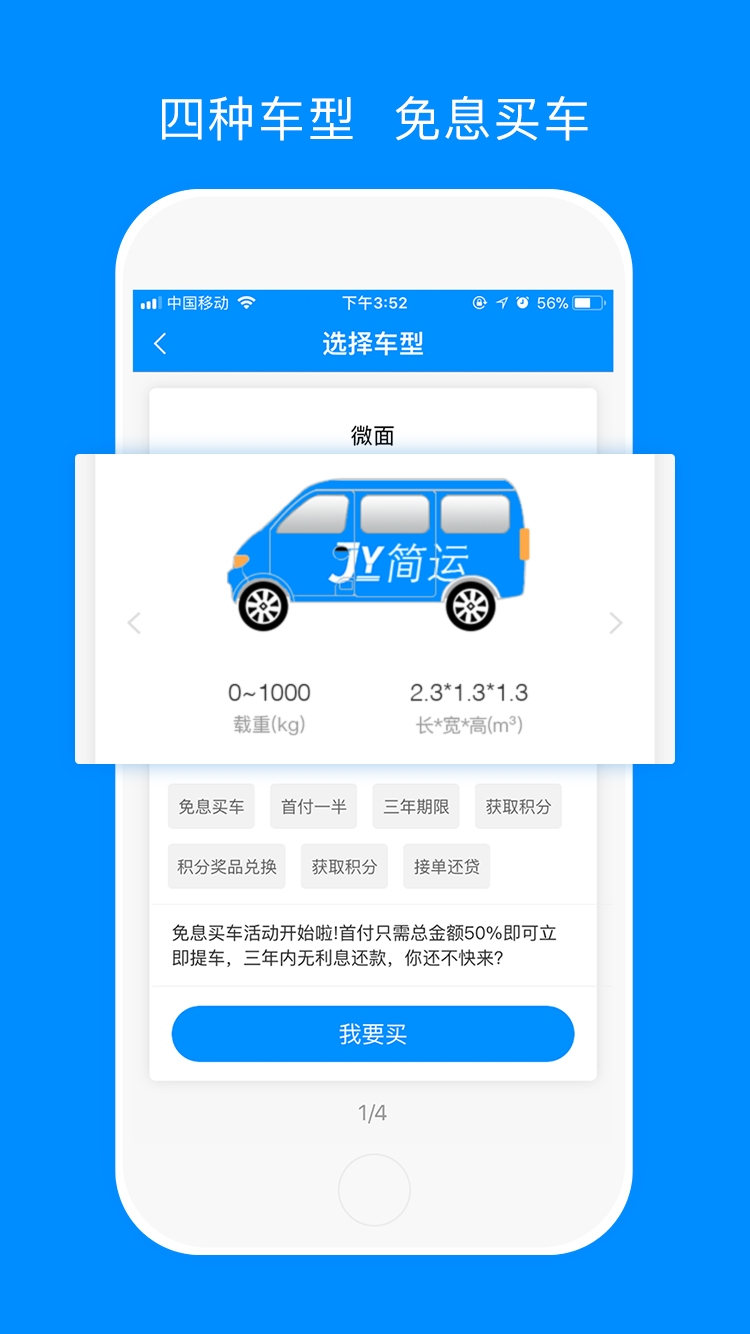 四种车型 免息买车
中国移动 下午3:52 56%
选择车型
微面
JY简运
0~1000 2.3*1.3*1.3
载重(kg) 长*宽*高(m³)
免息买车 首付一半 三年期限 获取积分
积分奖品兑换 获取积分 接单还贷
免息买车活动开始啦!首付只需总金额50%即可立
即提车，三年内无利息还款，你还不快来?
我要买
1/4